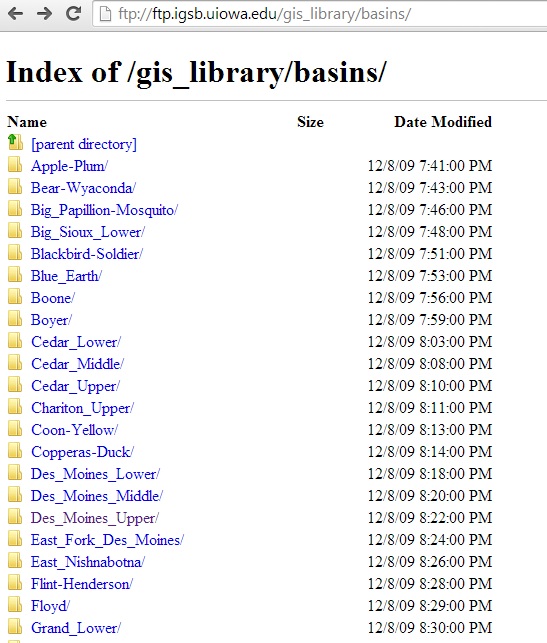 ftp://ftp.igsb.uiowa.edu/gis_library/basins/
Index of /gis_library/basins/
Name Size Date Modified
[parent directory]
Apple-Plum/ 12/8/09 7:41:00 PM
Bear-Wyaconda/ 12/8/09 7:43:00 PM
Big_Papillion-Mosquito/ 12/8/09 7:46:00 PM
Big_Sioux_Lower/ 12/8/09 7:48:00 PM
Blackbird-Soldier/ 12/8/09 7:51:00 PM
Blue_Earth/ 12/8/09 7:53:00 PM
Boone/ 12/8/09 7:56:00 PM
Boyer/ 12/8/09 7:59:00 PM
Cedar_Lower/ 12/8/09 8:03:00 PM
Cedar_Middle/ 12/8/09 8:08:00 PM
Cedar_Upper/ 12/8/09 8:10:00 PM
Chariton_Upper/ 12/8/09 8:11:00 PM
Coon-Yellow/ 12/8/09 8:13:00 PM
Copperas-Duck/ 12/8/09 8:14:00 PM
Des_Moines_Lower/ 12/8/09 8:18:00 PM
Des_Moines_Middle/ 12/8/09 8:20:00 PM
Des_Moines_Upper/ 12/8/09 8:22:00 PM
East_Fork_Des_Moines/ 12/8/09 8:24:00 PM
East_Nishnabotna/ 12/8/09 8:26:00 PM
Flint-Henderson/ 12/8/09 8:28:00 PM
Floyd/ 12/8/09 8:29:00 PM
Grand_Lower/ 12/8/09 8:30:00 PM